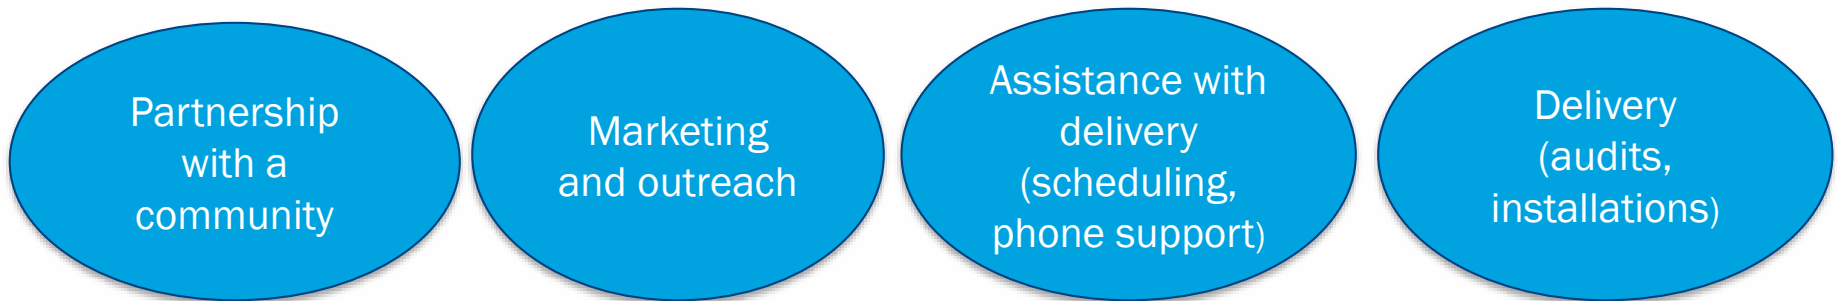 Partnership
with a
community
Marketing
and outreach
Assistance with
delivery
(scheduling,
phone support)
Delivery
(audits,
installations)